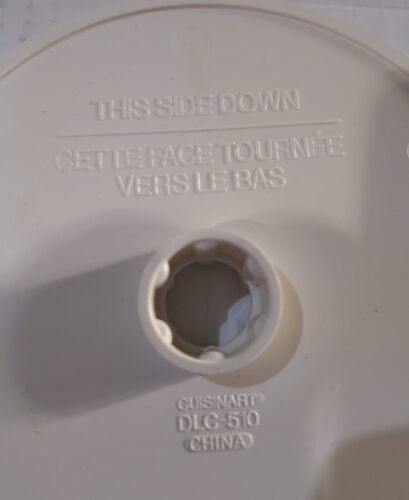 THIS SIDE DOWN
CETTE FACE TOURNÉE
VERS LE BAS
CUISINART®
DLC-510
CHINA